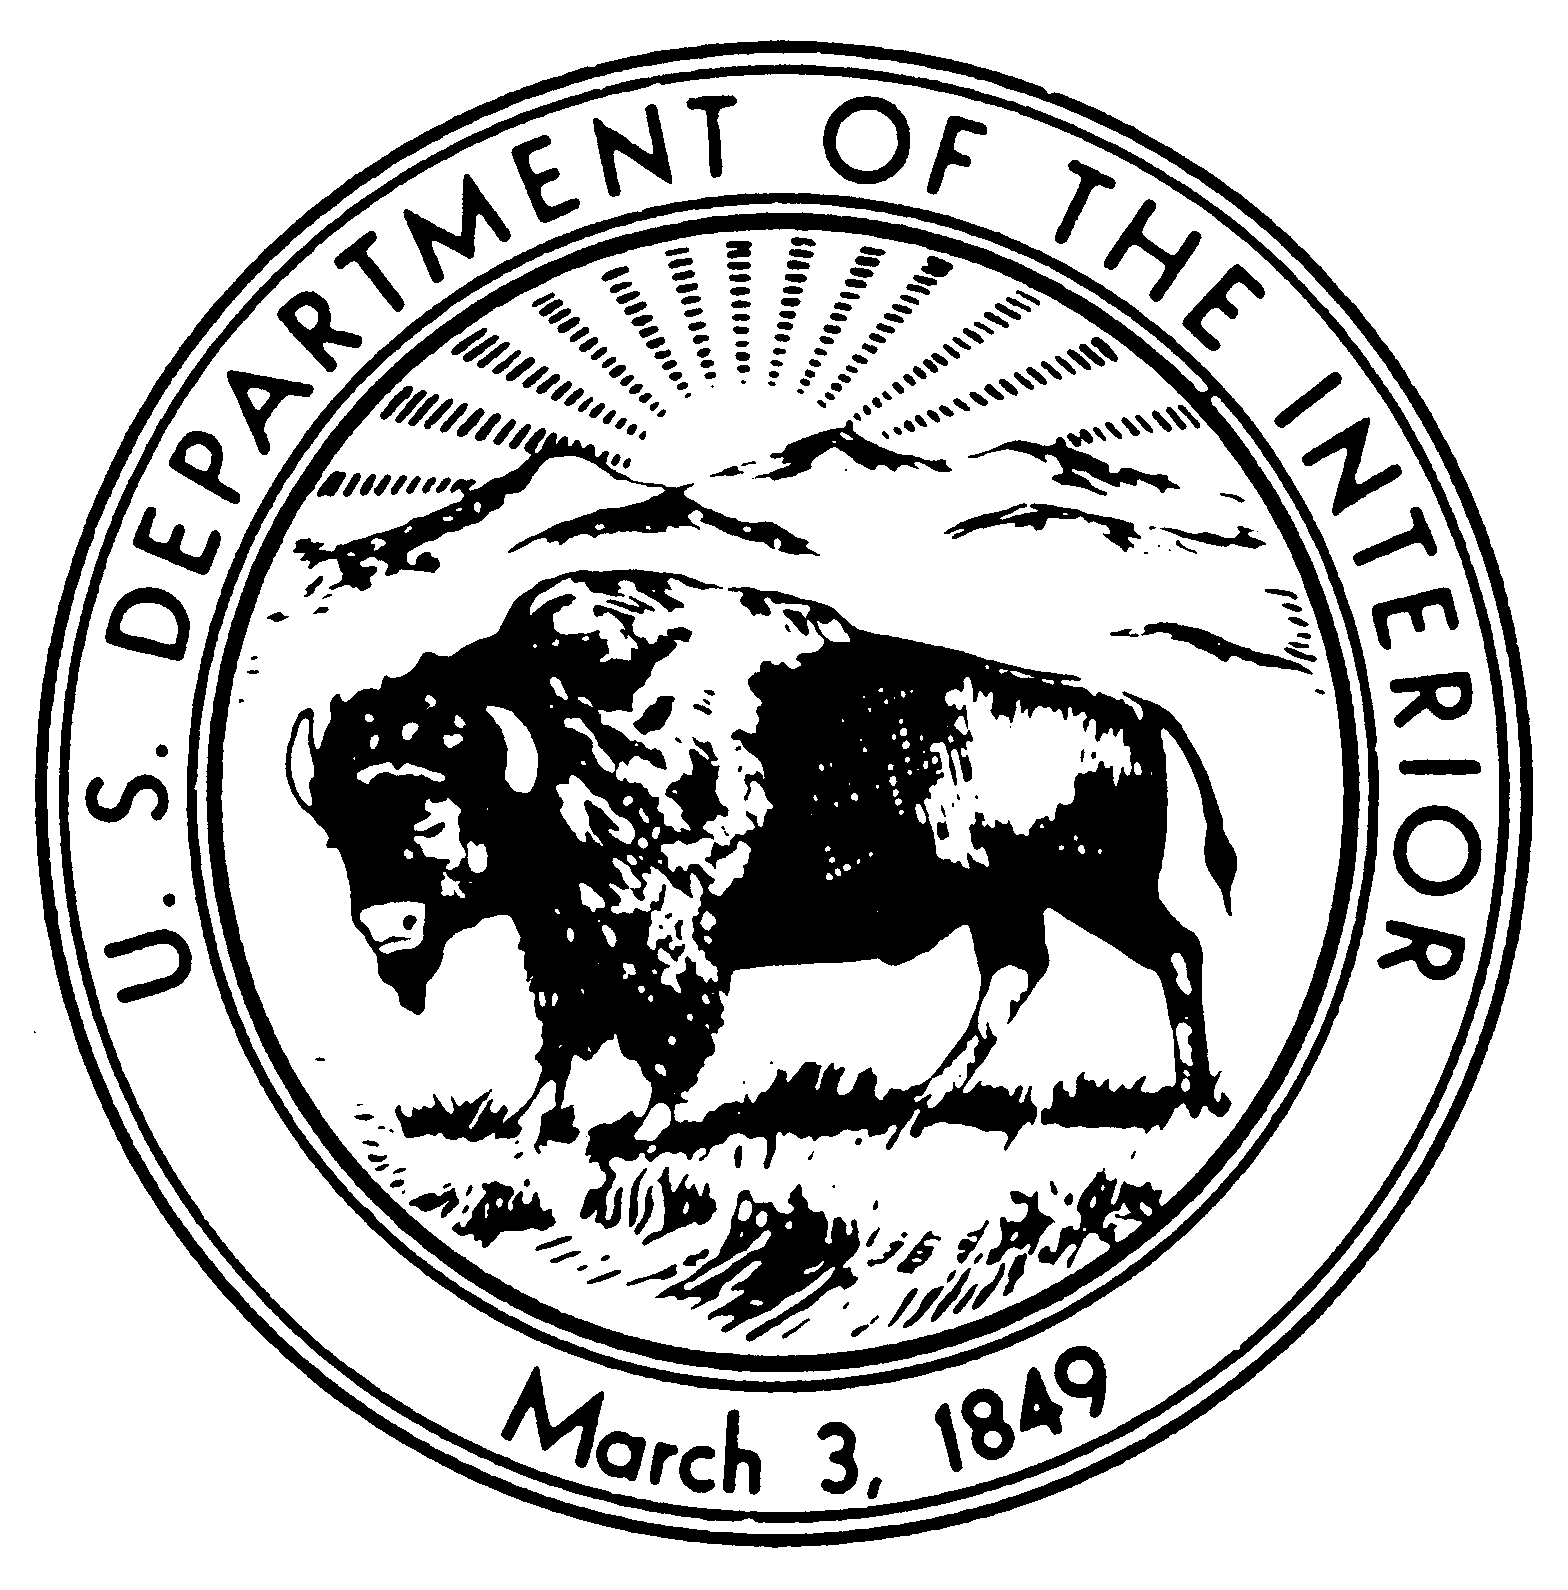 U. S. DEPARTMENT OF THE INTERIOR
March 3, 1849